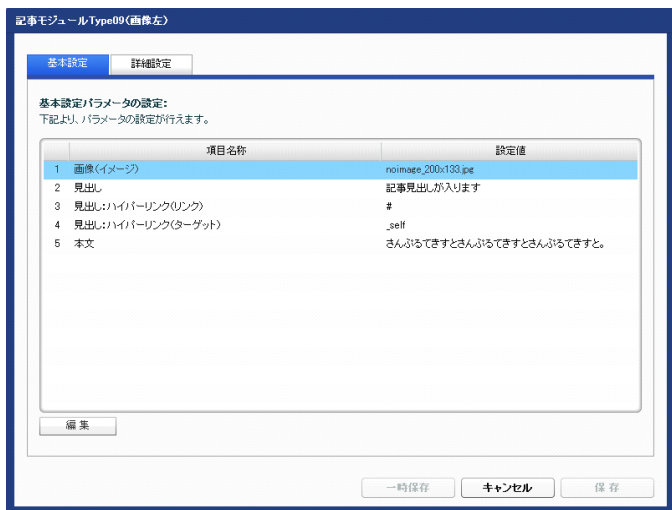 記事モジュールType09(画像左)
基本設定 詳細設定
基本設定パラメータの設定:
下記より、パラメータの設定が行えます。
項目名称 設定値
1 画像(イメージ) noimage_200x133.jpg
2 見出し 記事見出しが入ります
3 見出し:ハイパーリンク(リンク) #
4 見出し:ハイパーリンク(ターゲット) _self
5 本文 さんぷるてきすとさんぷるてきすとさんぷるてきすと。
編集
一時保存 キャンセル 保存